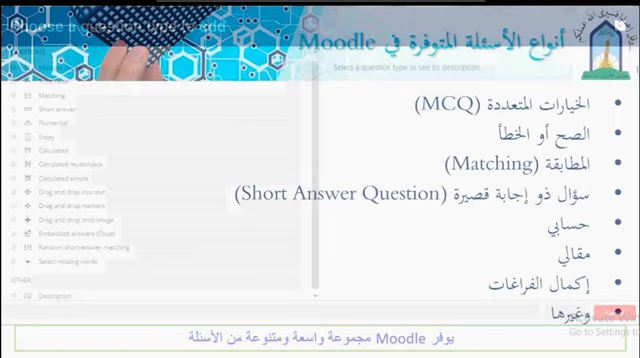 Choose a question type to add
أنواع الأسئلة المتوفرة في Moodle
Select a question type to see its description
الخيارات المتعددة (MCQ)
الصح أو الخطأ
المطابقة (Matching)
سؤال ذو إجابة قصيرة (Short Answer Question)
حسابي
مقالي
إكمال الفراغات
وغيرها
Matching
Short answer
Numerical
Essay
Calculated
Calculated multichoice
Calculated simple
Drag and drop into text
Drag and drop markers
Drag and drop onto image
Embedded answers (Cloze)
Random short-answer matching
Select missing words
OTHER
Description
Activate Win
Go to Settings to
يوفر Moodle مجموعة واسعة ومتنوعة من الأسئلة